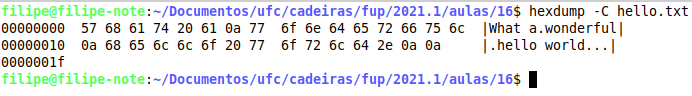 filipe@filipe-note:~/Documentos/ufc/cadeiras/fup/2021.1/aulas/16$ hexdump -C hello.txt
00000000  57 68 61 74 20 61 0a 77  6f 6e 64 65 72 66 75 6c  |What a.wonderful|
00000010  0a 68 65 6c 6c 6f 20 77  6f 72 6c 64 2e 0a 0a     |.hello world...|
0000001f
filipe@filipe-note:~/Documentos/ufc/cadeiras/fup/2021.1/aulas/16$